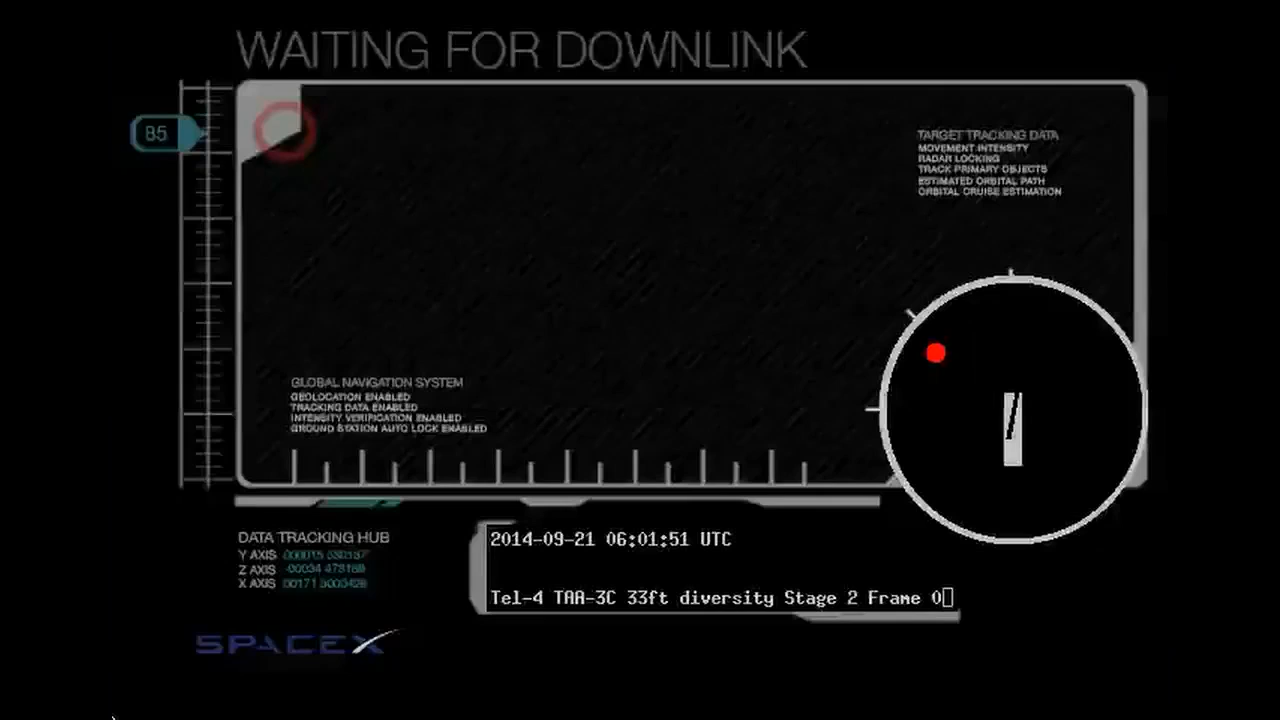 WAITING FOR DOWNLINK
85
TARGET TRACKING DATA
MOVEMENT INTENSITY
RADAR LOCKING
TRACK PRIMARY OBJECTS
ESTIMATED ORBITAL PATH
ORBITAL CRUISE ESTIMATION
GLOBAL NAVIGATION SYSTEM
GEOLOCATION ENABLED
TRACKING DATA ENABLED
INTENSITY VERIFICATION ENABLED
GROUND STATION AUTO LOCK ENABLED
DATA TRACKING HUB
Y AXIS
Z AXIS
X AXIS
2014-09-21 06:01:51 UTC
Tel-4 TAA-3C 33ft diversity Stage 2 Frame 0
SPACEX